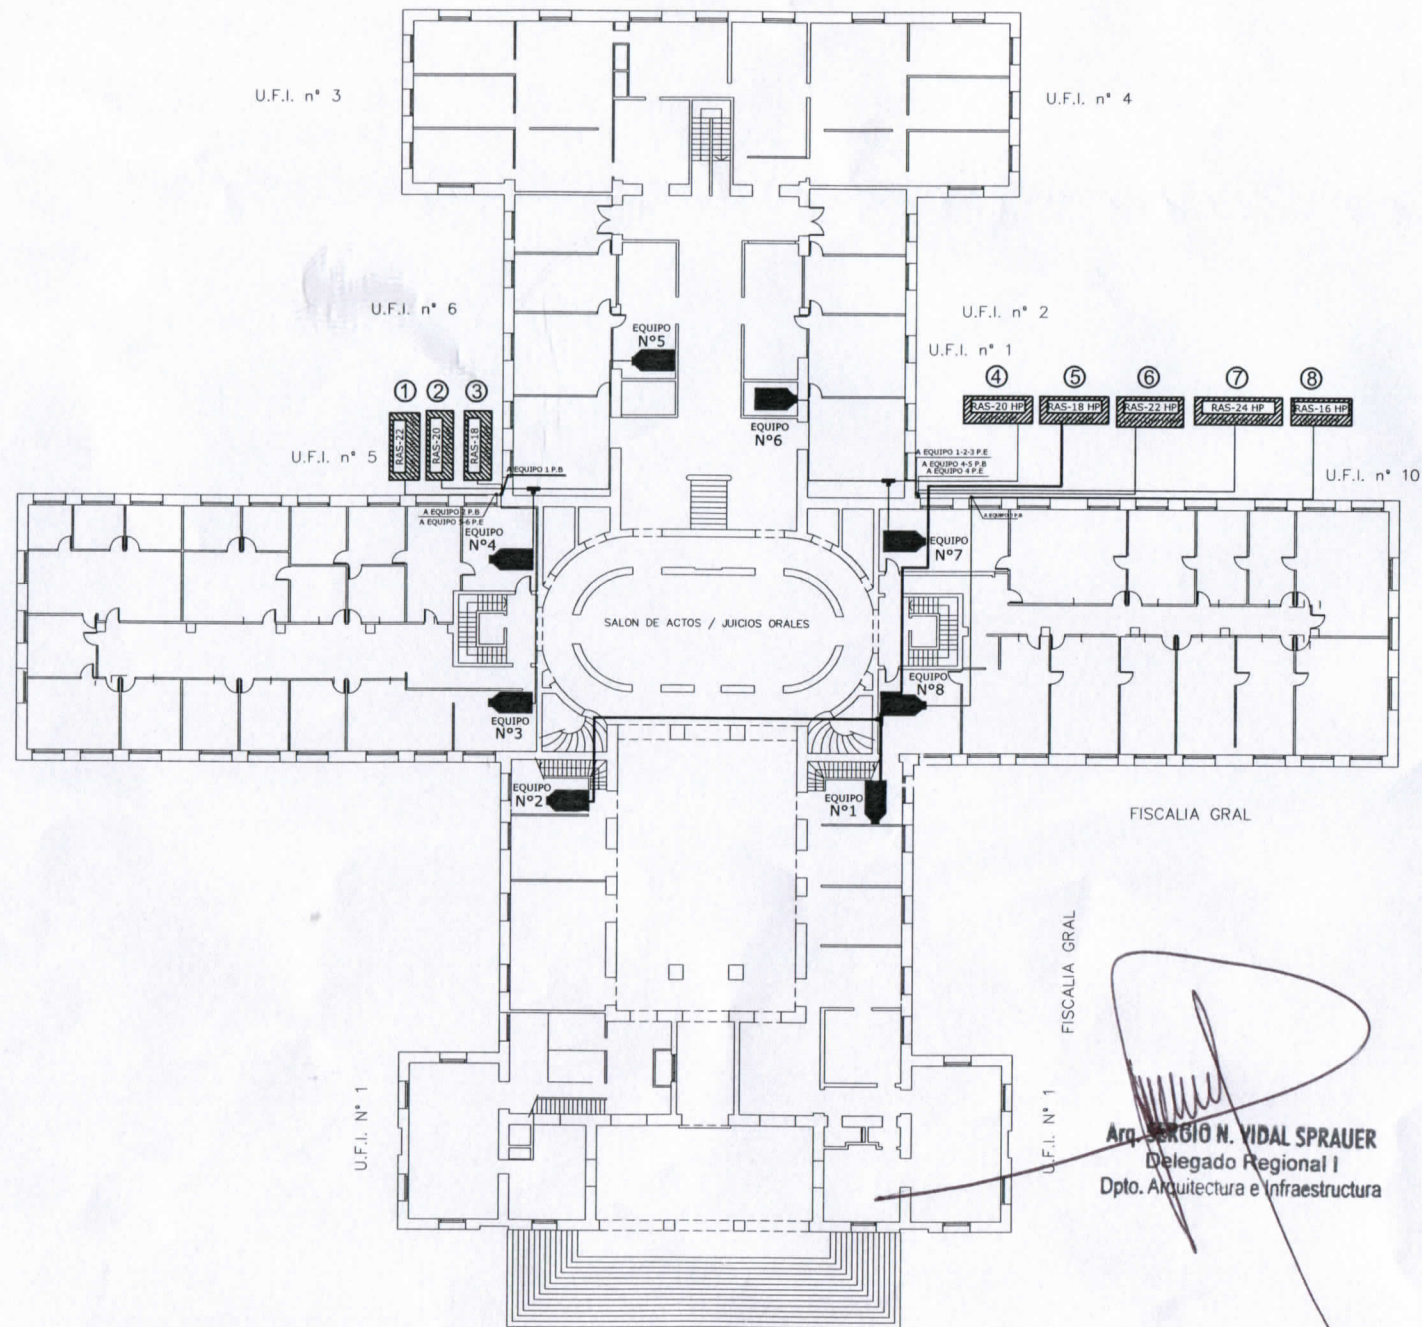 U.F.I. n° 3
U.F.I. n° 4
U.F.I. n° 6
U.F.I. n° 2
U.F.I. n° 1
EQUIPO
N°5
EQUIPO
N°6
①
②
③
④
⑤
⑥
⑦
⑧
RAS-22
RAS-20
RAS-18
RAS-20 HP
RAS-18 HP
RAS-22 HP
RAS-24 HP
RAS-16 HP
U.F.I. n° 5
U.F.I. n° 10
A EQUIPO 1 P.B
A EQUIPO 2 P.B
A EQUIPO 5-6 P.E
A EQUIPO 1-2-3 P.E
A EQUIPO 4-5 P.B
A EQUIPO 4 P.E
EQUIPO
N°4
EQUIPO
N°7
SALON DE ACTOS / JUICIOS ORALES
EQUIPO
N°3
EQUIPO
N°8
EQUIPO
N°2
EQUIPO
N°1
FISCALIA GRAL
FISCALIA GRAL
U.F.I. N° 1
U.F.I. N° 1
Arq. SERGIO N. VIDAL SPRAUER
Delegado Regional I
Dpto. Arquitectura e Infraestructura